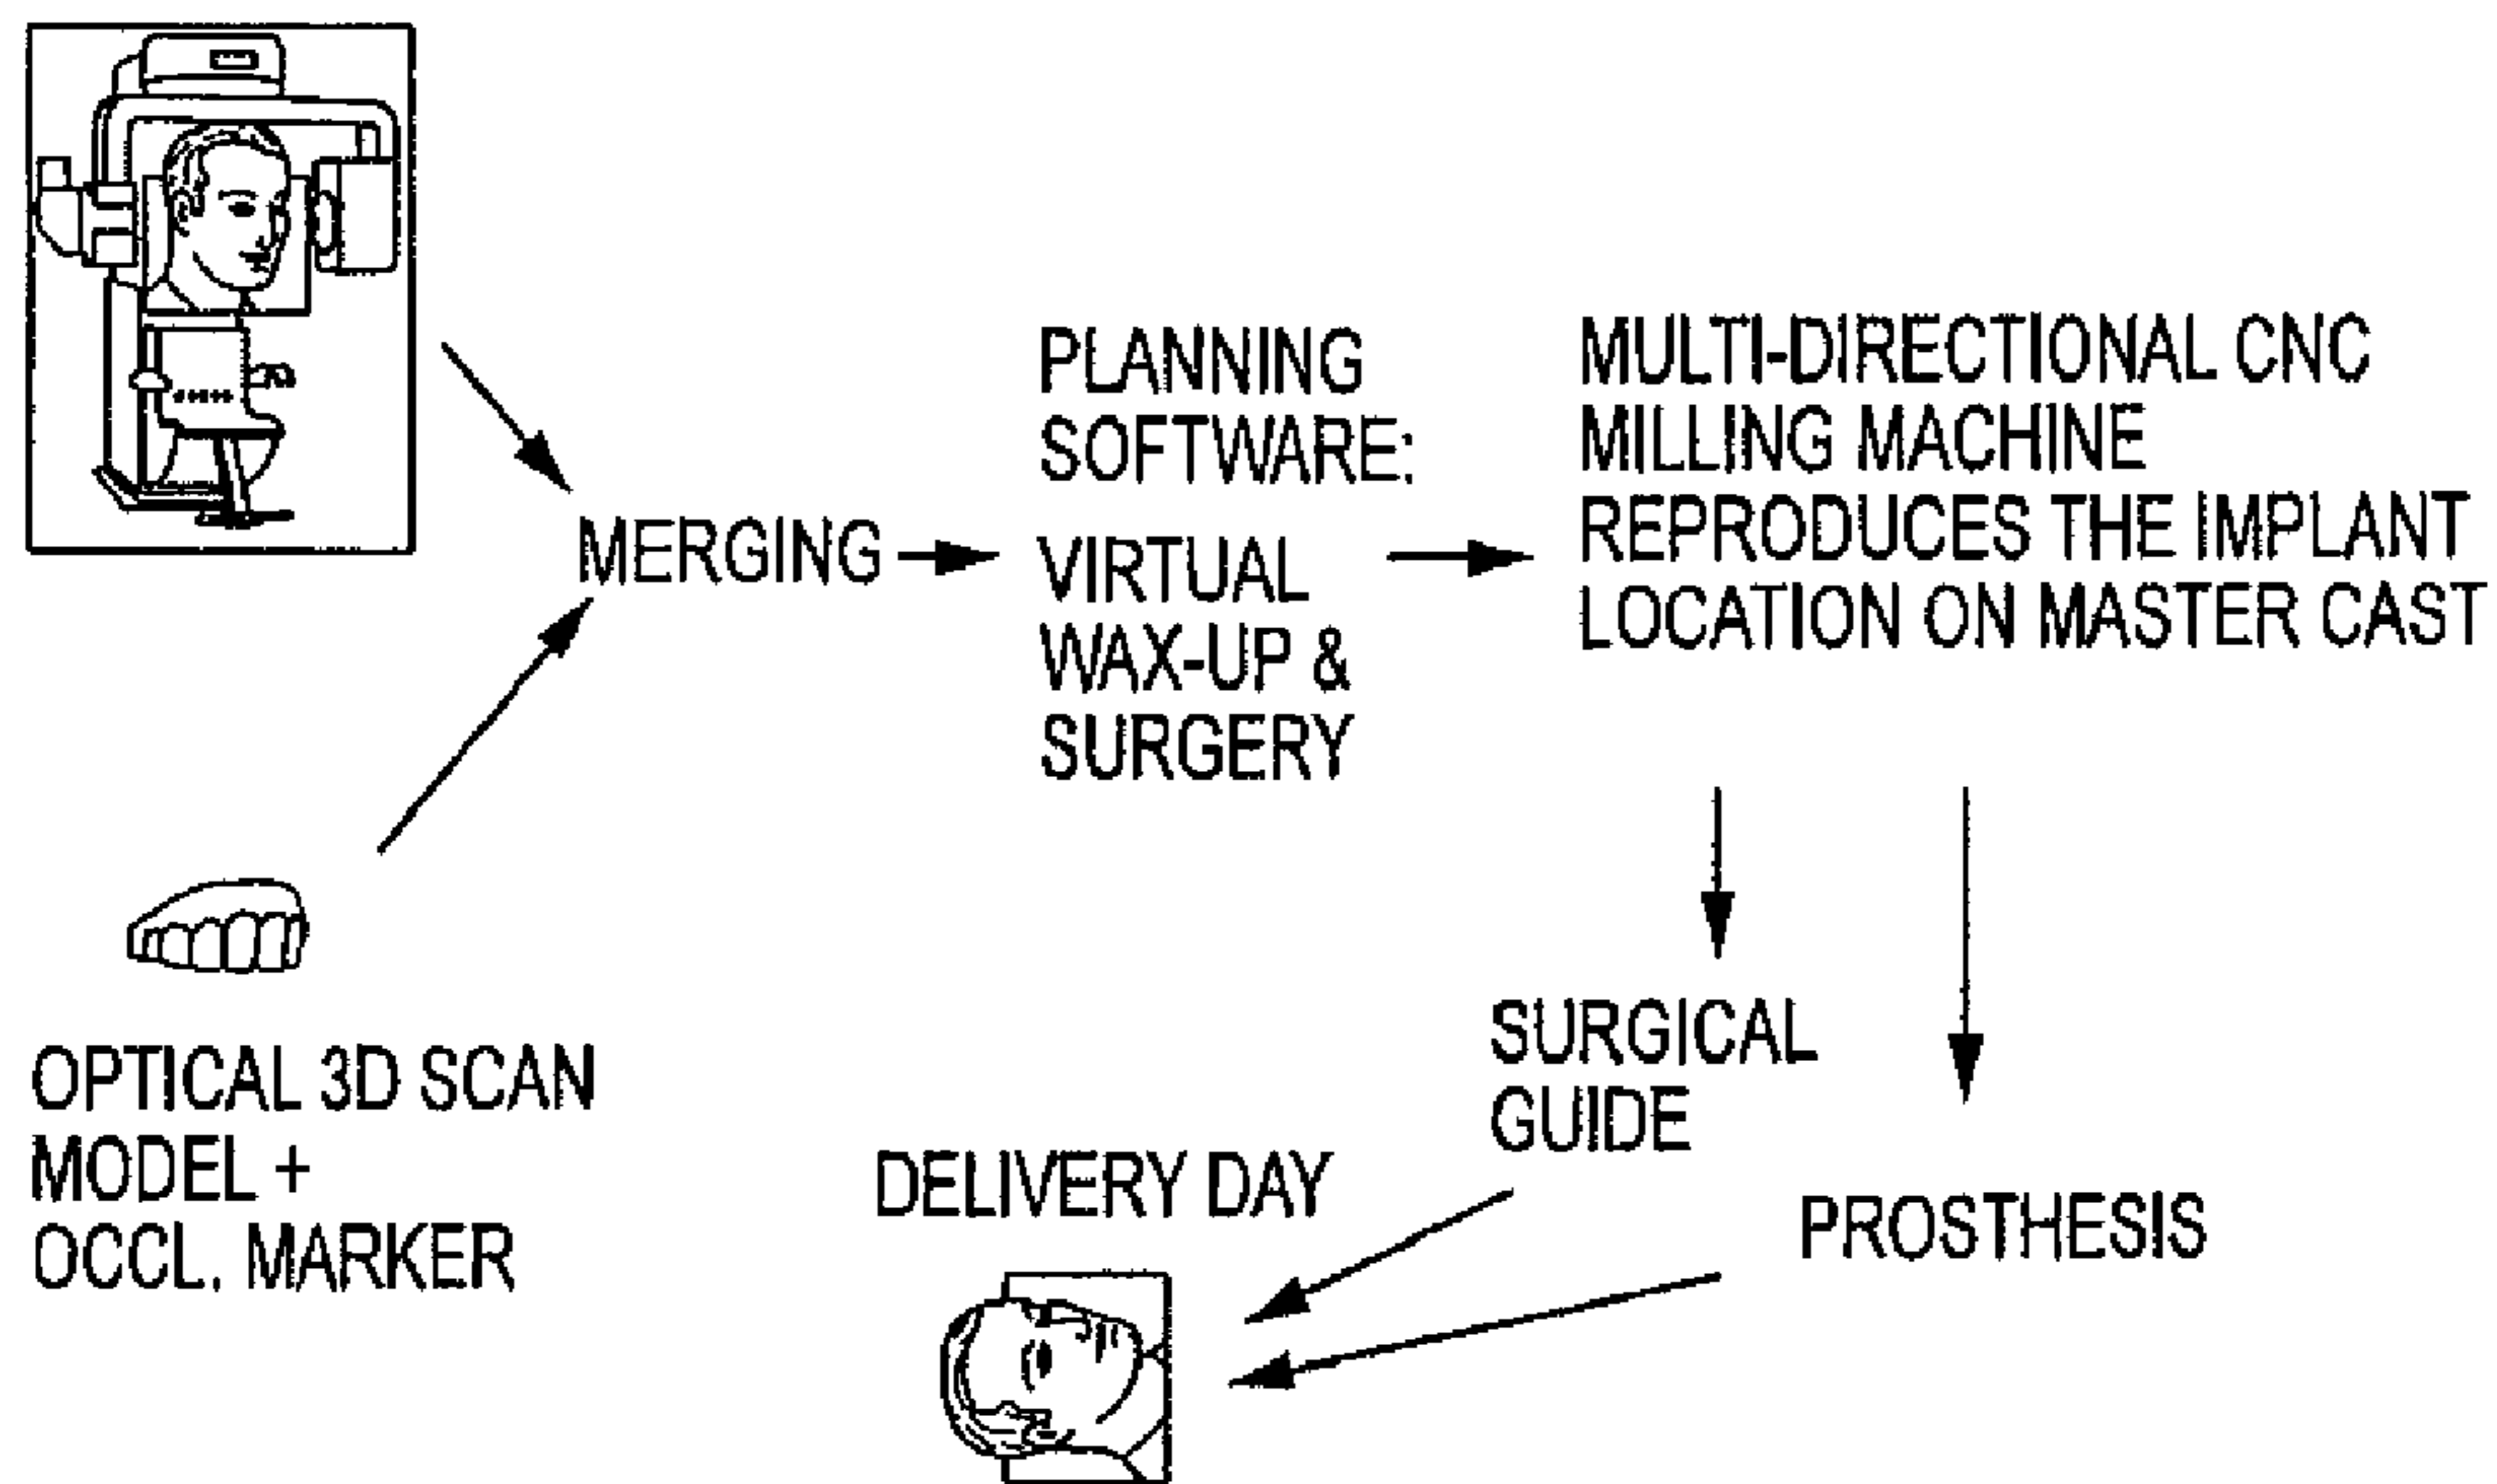 MERGING
PLANNING
SOFTWARE:
VIRTUAL
WAX-UP &
SURGERY
MULTI-DIRECTIONAL CNC
MILLING MACHINE
REPRODUCES THE IMPLANT
LOCATION ON MASTER CAST
OPTICAL 3D SCAN
MODEL +
OCCL. MARKER
SURGICAL
GUIDE
PROSTHESIS
DELIVERY DAY